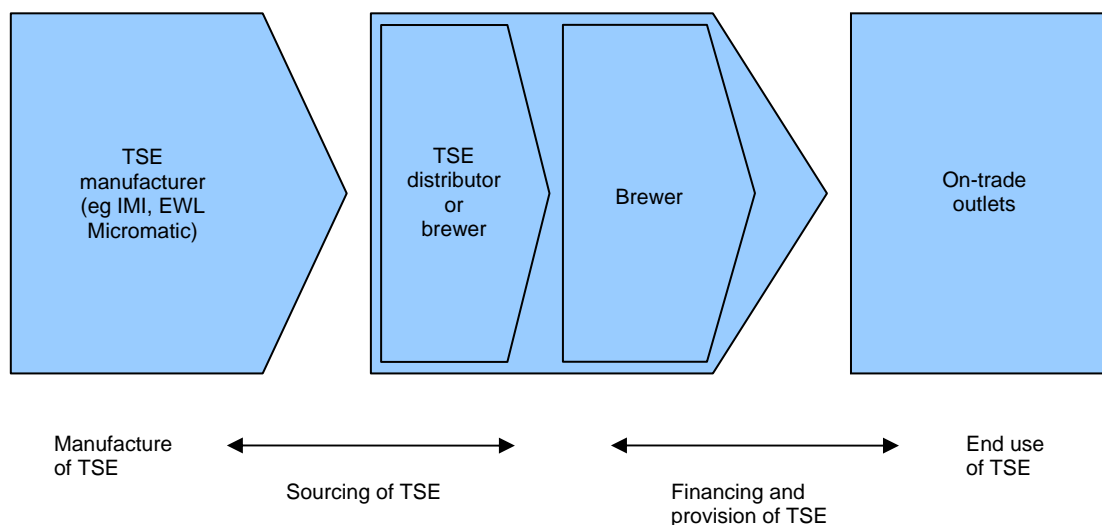 TSE
manufacturer
(eg IMI, EWL
Micromatic)
TSE
distributor
or
brewer
Brewer
On-trade
outlets
Manufacture
of TSE
Sourcing of TSE
Financing and
provision of TSE
End use
of TSE